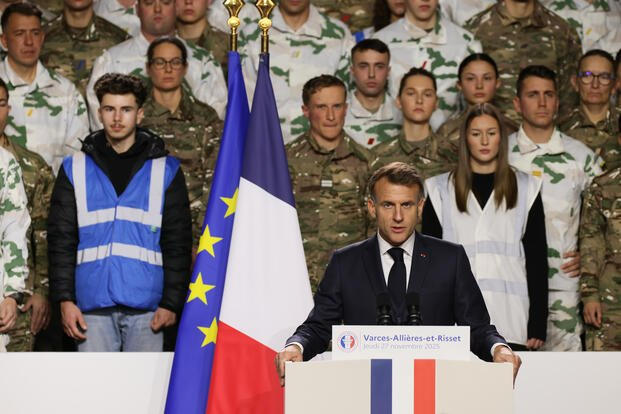 Varces-Allières-et-Risset
jeudi 27 novembre 2025